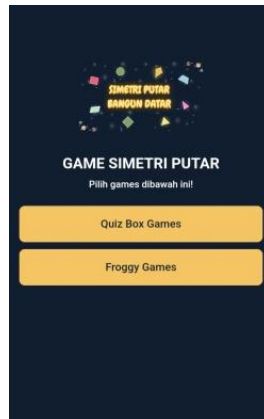 SIMETRI PUTAR
BANGUN DATAR
GAME SIMETRI PUTAR
Pilih games dibawah ini!
Quiz Box Games
Froggy Games